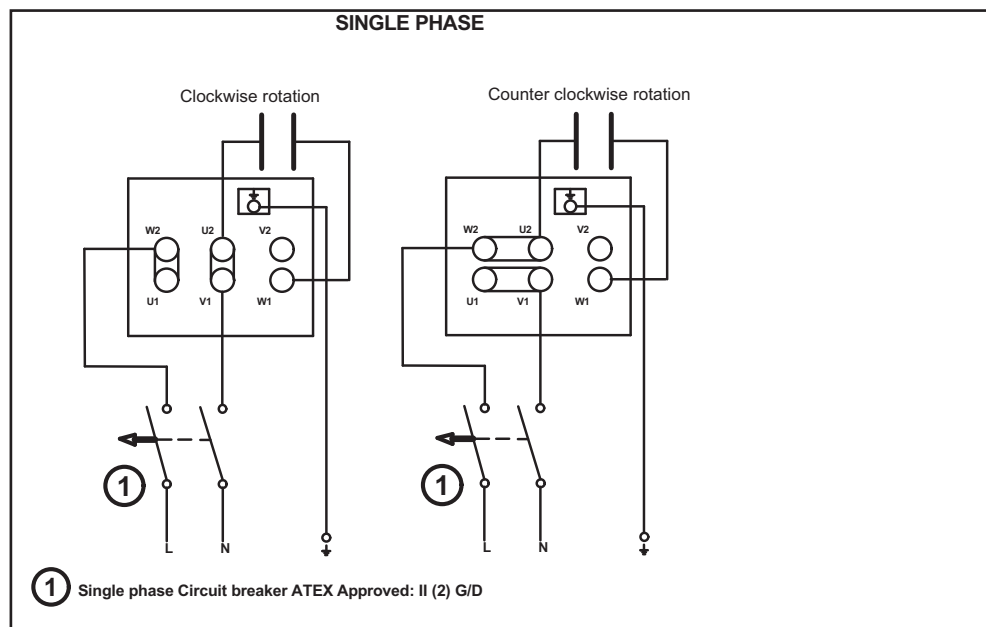 SINGLE PHASE
Clockwise rotation
W2 U2 V2
U1 V1 W1
1
L N
Counter clockwise rotation
W2 U2 V2
U1 V1 W1
1
L N
1 Single phase Circuit breaker ATEX Approved: II (2) G/D